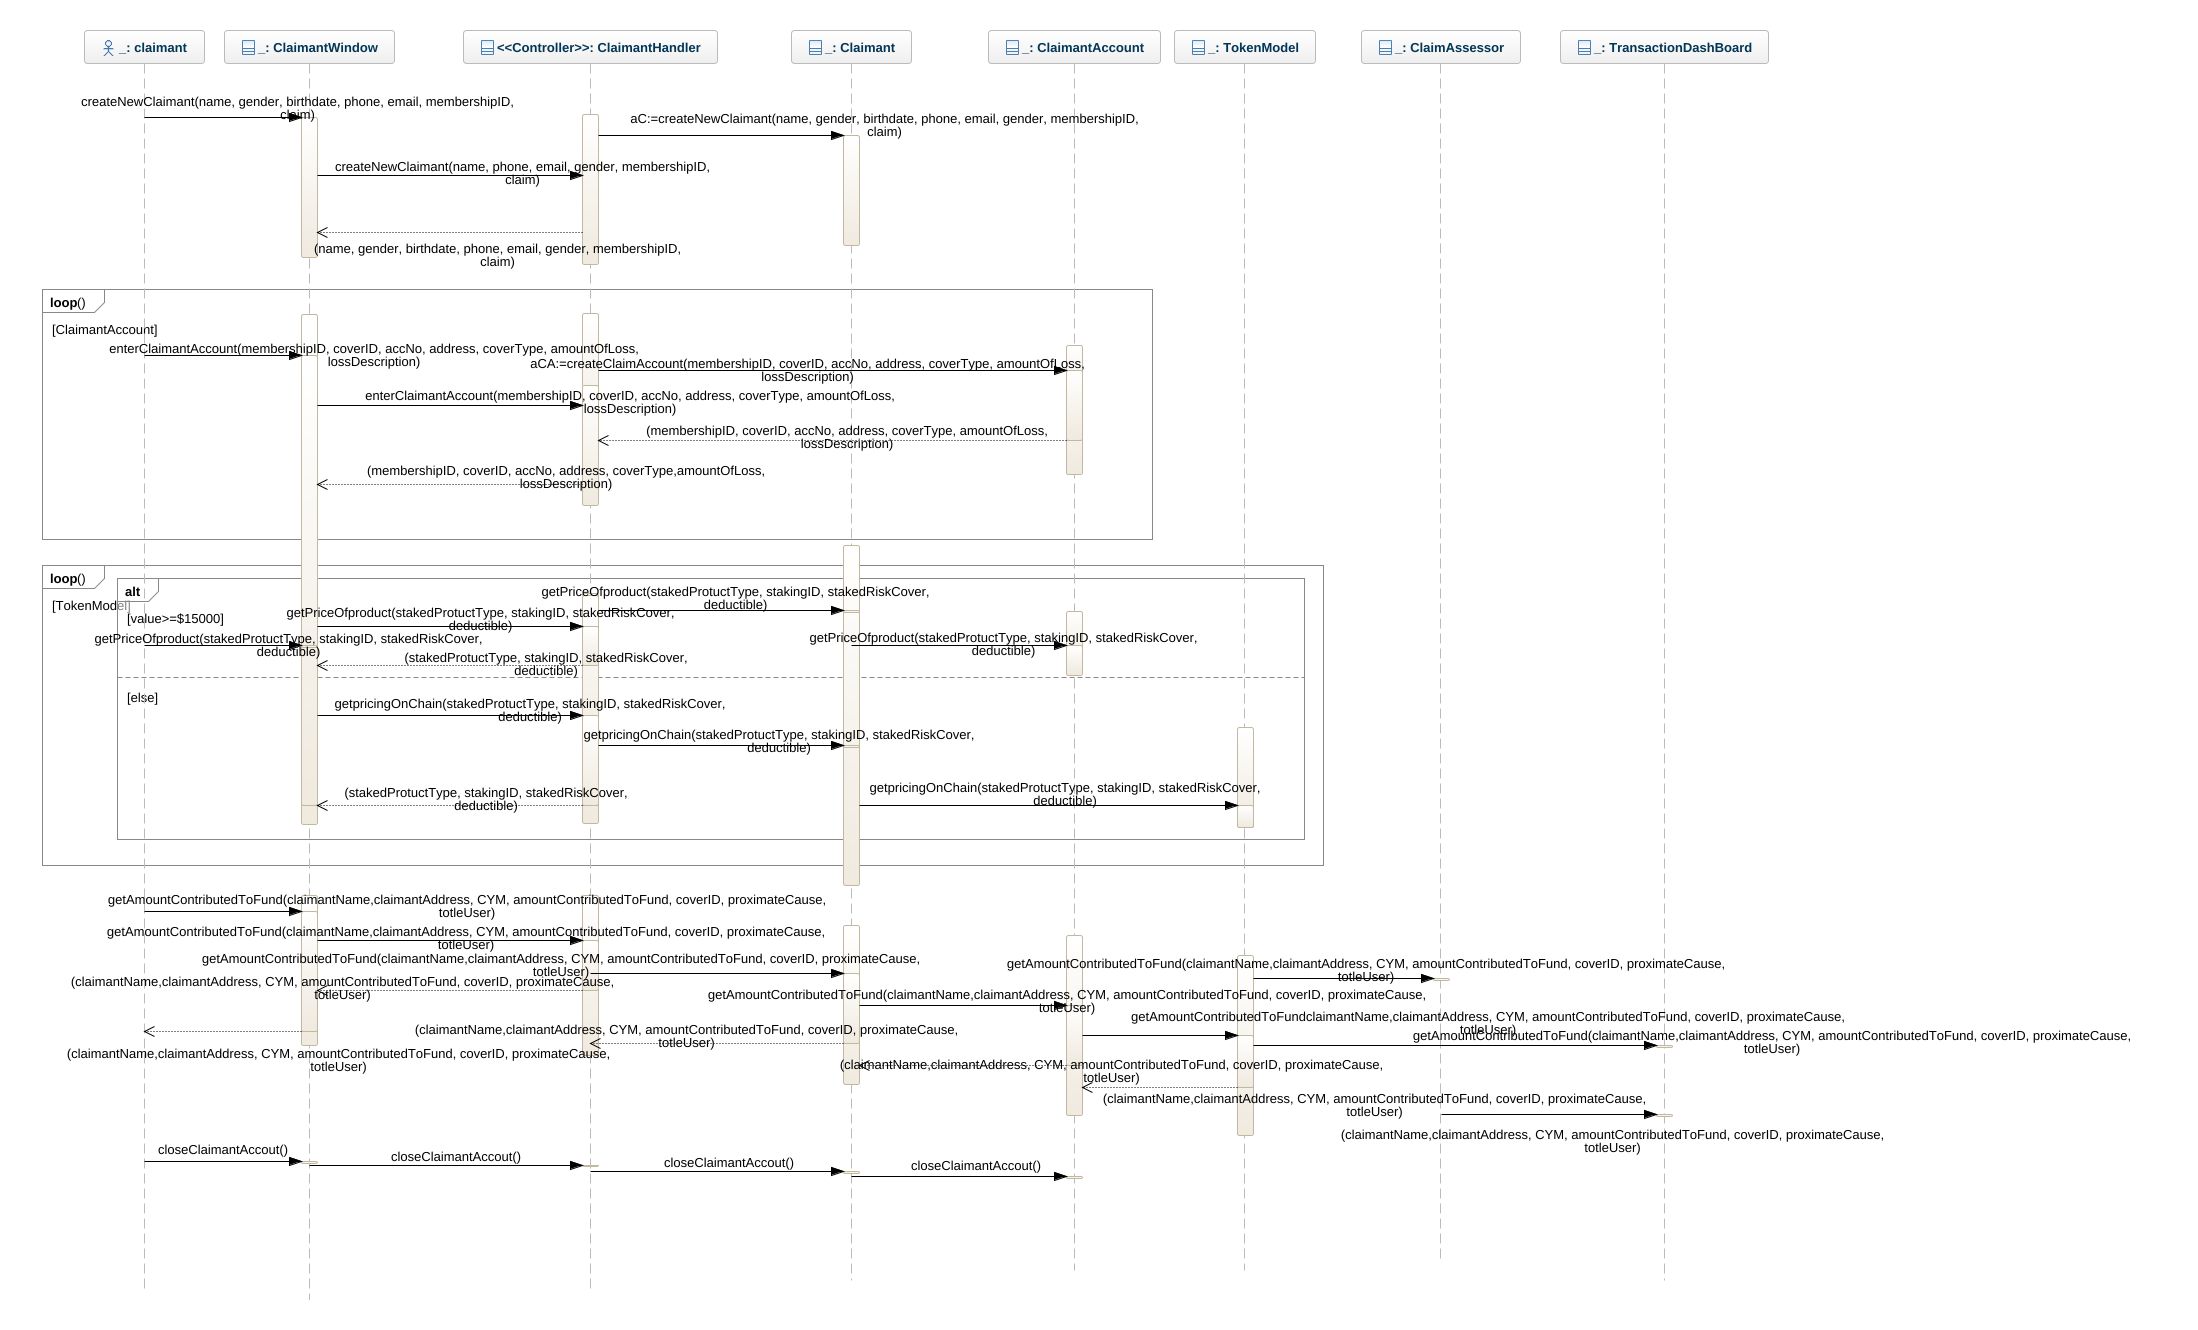 _: claimant
_: ClaimantWindow
<<Controller>>: ClaimantHandler
_: Claimant
_: ClaimantAccount
_: TokenModel
_: ClaimAssessor
_: TransactionDashBoard
createNewClaimant(name, gender, birthdate, phone, email, membershipID,
claim)
aC:=createNewClaimant(name, gender, birthdate, phone, email, gender, membershipID,
claim)
createNewClaimant(name, phone, email, gender, membershipID,
claim)
(name, gender, birthdate, phone, email, gender, membershipID,
claim)
loop()
[ClaimantAccount]
enterClaimantAccount(membershipID, coverID, accNo, address, coverType, amountOfLoss,
lossDescription)
aCA:=createClaimAccount(membershipID, coverID, accNo, address, coverType, amountOfLoss,
lossDescription)
enterClaimantAccount(membershipID, coverID, accNo, address, coverType, amountOfLoss,
lossDescription)
(membershipID, coverID, accNo, address, coverType, amountOfLoss,
lossDescription)
(membershipID, coverID, accNo, address, coverType,amountOfLoss,
lossDescription)
loop()
[TokenModel]
alt
[value>=$15000]
getPriceOfproduct(stakedProtuctType, stakingID, stakedRiskCover,
deductible)
getPriceOfproduct(stakedProtuctType, stakingID, stakedRiskCover,
deductible)
getPriceOfproduct(stakedProtuctType, stakingID, stakedRiskCover,
deductible)
getPriceOfproduct(stakedProtuctType, stakingID, stakedRiskCover,
deductible)
(stakedProtuctType, stakingID, stakedRiskCover,
deductible)
[else]
getpricingOnChain(stakedProtuctType, stakingID, stakedRiskCover,
deductible)
getpricingOnChain(stakedProtuctType, stakingID, stakedRiskCover,
deductible)
getpricingOnChain(stakedProtuctType, stakingID, stakedRiskCover,
deductible)
(stakedProtuctType, stakingID, stakedRiskCover,
deductible)
getAmountContributedToFund(claimantName,claimantAddress, CYM, amountContributedToFund, coverID, proximateCause,
totleUser)
getAmountContributedToFund(claimantName,claimantAddress, CYM, amountContributedToFund, coverID, proximateCause,
totleUser)
getAmountContributedToFund(claimantName,claimantAddress, CYM, amountContributedToFund, coverID, proximateCause,
totleUser)
getAmountContributedToFund(claimantName,claimantAddress, CYM, amountContributedToFund, coverID, proximateCause,
totleUser)
(claimantName,claimantAddress, CYM, amountContributedToFund, coverID, proximateCause,
totleUser)
getAmountContributedToFund(claimantName,claimantAddress, CYM, amountContributedToFund, coverID, proximateCause,
totleUser)
getAmountContributedToFundclaimantName,claimantAddress, CYM, amountContributedToFund, coverID, proximateCause,
totleUser)
(claimantName,claimantAddress, CYM, amountContributedToFund, coverID, proximateCause,
totleUser)
getAmountContributedToFund(claimantName,claimantAddress, CYM, amountContributedToFund, coverID, proximateCause,
totleUser)
(claimantName,claimantAddress, CYM, amountContributedToFund, coverID, proximateCause,
totleUser)
(claimantName,claimantAddress, CYM, amountContributedToFund, coverID, proximateCause,
totleUser)
(claimantName,claimantAddress, CYM, amountContributedToFund, coverID, proximateCause,
totleUser)
(claimantName,claimantAddress, CYM, amountContributedToFund, coverID, proximateCause,
totleUser)
closeClaimantAccout()
closeClaimantAccout()
closeClaimantAccout()
closeClaimantAccout()